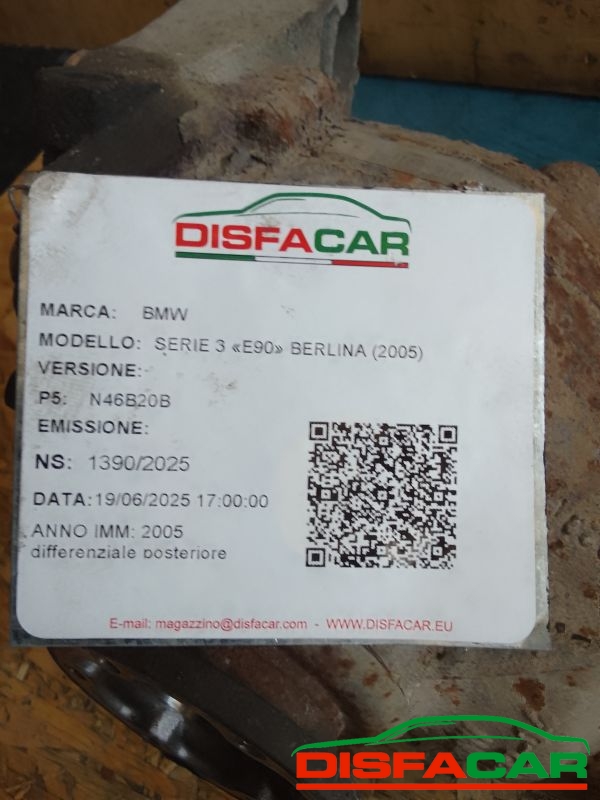 DISFACAR
MARCA: BMW
MODELLO: SERIE 3 «E90» BERLINA (2005)
VERSIONE:
P5: N46B20B
EMISSIONE:
NS: 1390/2025
DATA:19/06/2025 17:00:00
ANNO IMM: 2005
differenziale posteriore
E-mail: magazzino@disfacar.com - WWW.DISFACAR.EU
DISFACAR